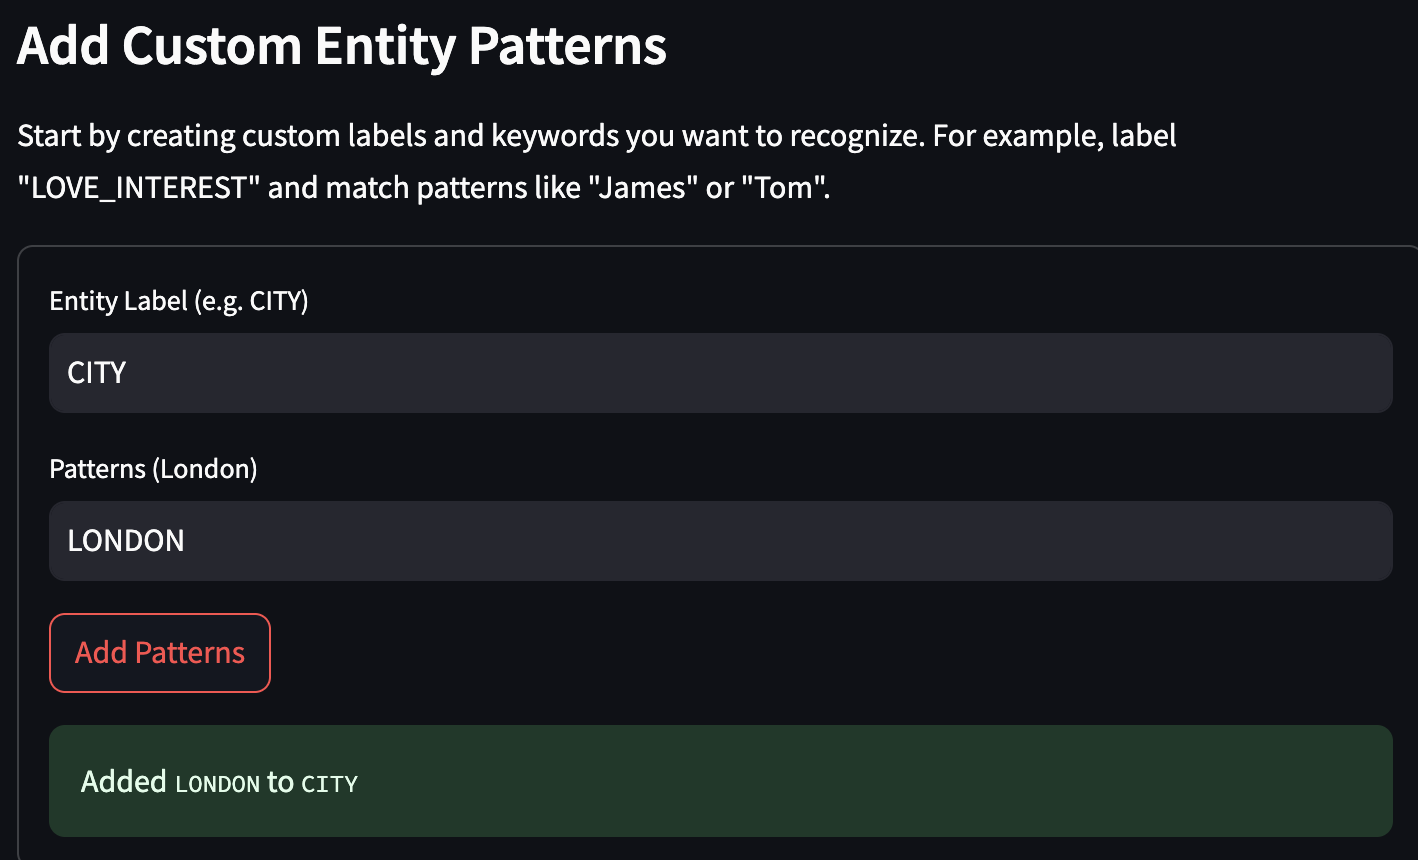 Add Custom Entity Patterns
Start by creating custom labels and keywords you want to recognize. For example, label
"LOVE_INTEREST" and match patterns like "James" or "Tom".
Entity Label (e.g. CITY)
CITY
Patterns (London)
LONDON
Add Patterns
Added LONDON to CITY